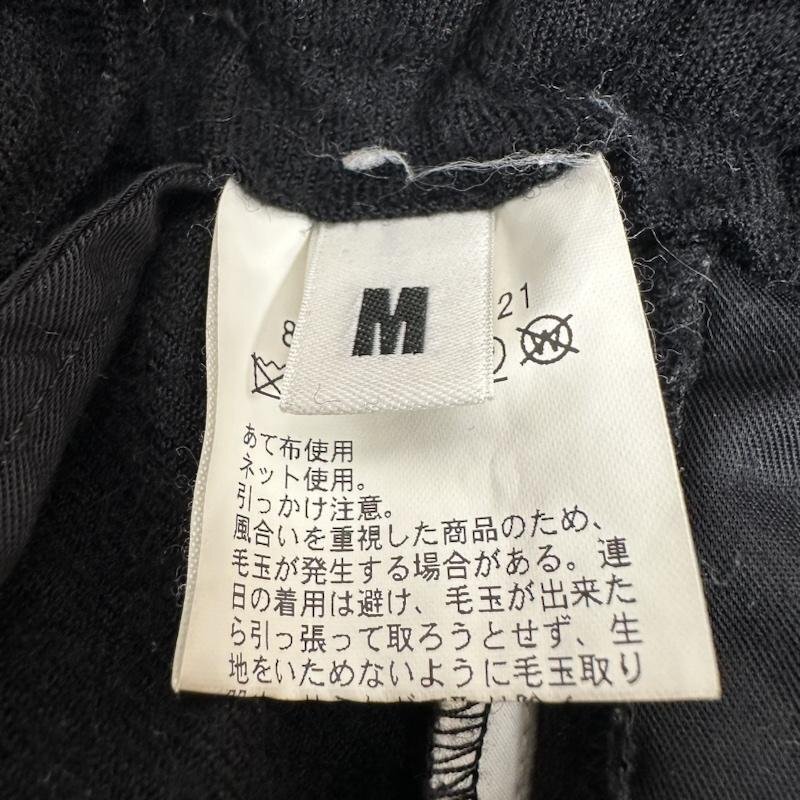 M
8
21
W
あて布使用
ネット使用。
引っかけ注意。
風合いを重視した商品のため、
毛玉が発生する場合がある。連
日の着用は避け、毛玉が出来た
ら引っ張って取ろうとせず、生
地をいためないように毛玉取り